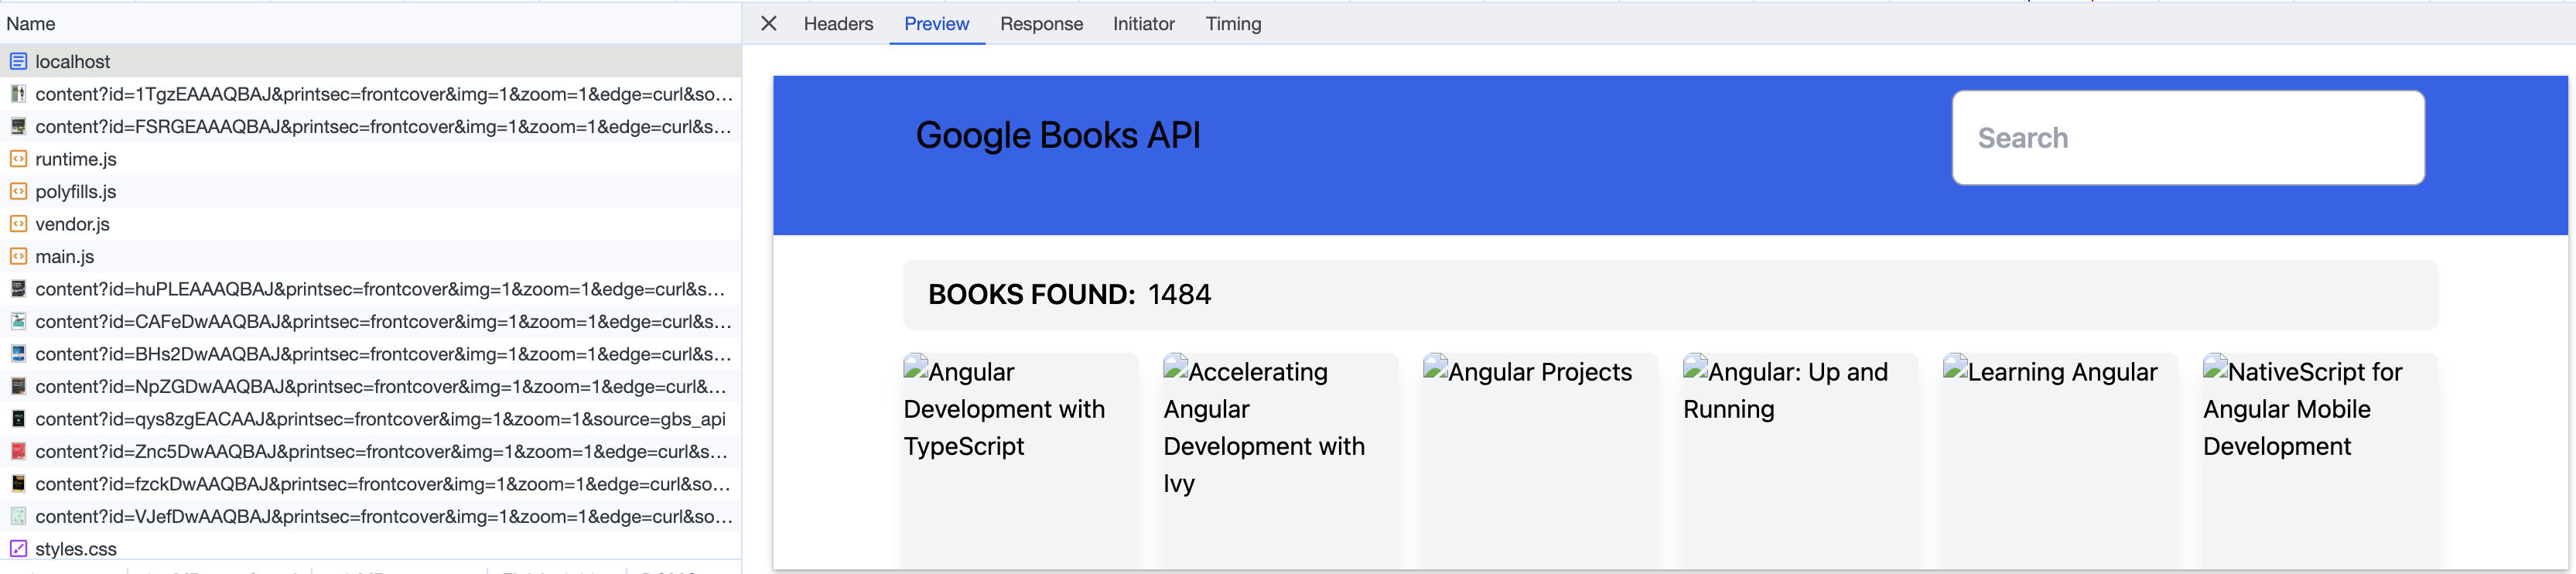 Name
localhost
content?id=1TgzEAAAQBAJ&printsec=frontcover&img=1&zoom=1&edge=curl&so...
content?id=FSRGEAAAQBAJ&printsec=frontcover&img=1&zoom=1&edge=curl&s...
runtime.js
polyfills.js
vendor.js
main.js
content?id=huPLEAAAQBAJ&printsec=frontcover&img=1&zoom=1&edge=curl&s...
content?id=CAFeDwAAQBAJ&printsec=frontcover&img=1&zoom=1&edge=curl&s...
content?id=BHs2DwAAQBAJ&printsec=frontcover&img=1&zoom=1&edge=curl&s...
content?id=NpZGDwAAQBAJ&printsec=frontcover&img=1&zoom=1&edge=curl&...
content?id=qys8zgEACAAJ&printsec=frontcover&img=1&zoom=1&source=gbs_api
content?id=Znc5DwAAQBAJ&printsec=frontcover&img=1&zoom=1&edge=curl&s...
content?id=fzckDwAAQBAJ&printsec=frontcover&img=1&zoom=1&edge=curl&so...
content?id=VJefDwAAQBAJ&printsec=frontcover&img=1&zoom=1&edge=curl&so...
styles.css
Headers Preview Response Initiator Timing
Google Books API
Search
BOOKS FOUND: 1484
Angular
Development with
TypeScript
Accelerating
Angular
Development with
Ivy
Angular Projects
Angular: Up and
Running
Learning Angular
NativeScript for
Angular Mobile
Development